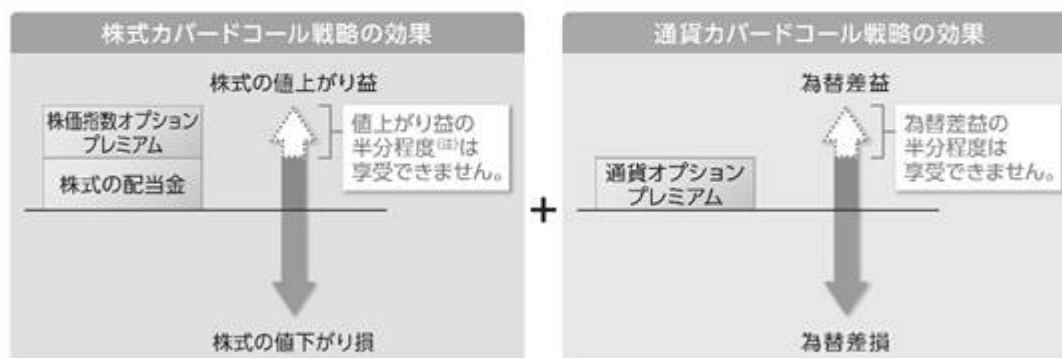 株式カバードコール戦略の効果
株式の値上がり益
株価指数オプション
プレミアム
株式の配当金
値上がり益の
半分程度(注)は
享受できません。
株式の値下がり損
+
通貨カバードコール戦略の効果
為替差益
通貨オプション
プレミアム
為替差益の
半分程度は
享受できません。
為替差損